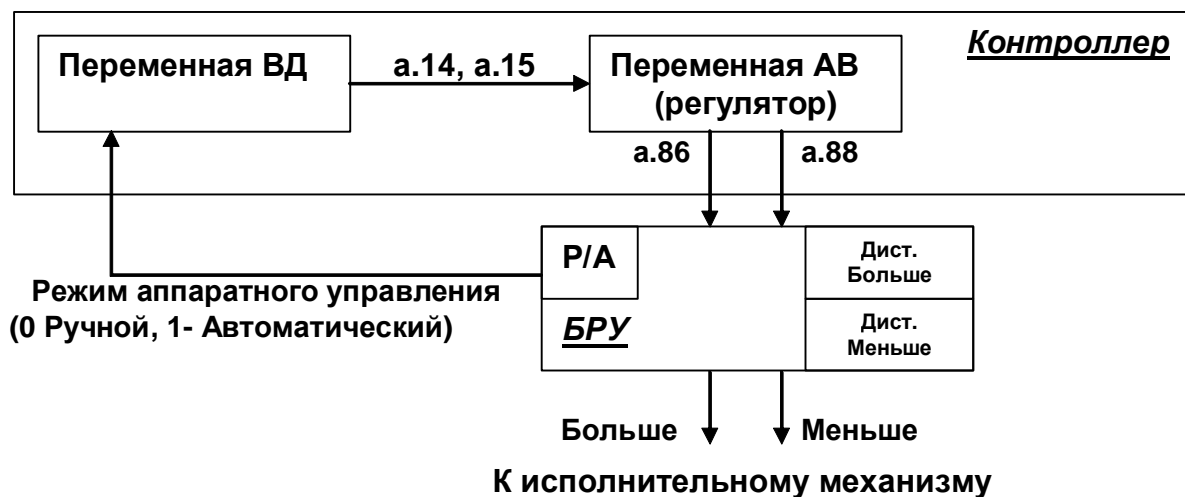 Контроллер
Переменная ВД
а.14, а.15
Переменная АВ
(регулятор)
а.86
а.88
Р/А
Дист.
Больше
Режим аппаратного управления
(0 Ручной, 1- Автоматический)
БРУ
Дист.
Меньше
Больше
Меньше
К исполнительному механизму